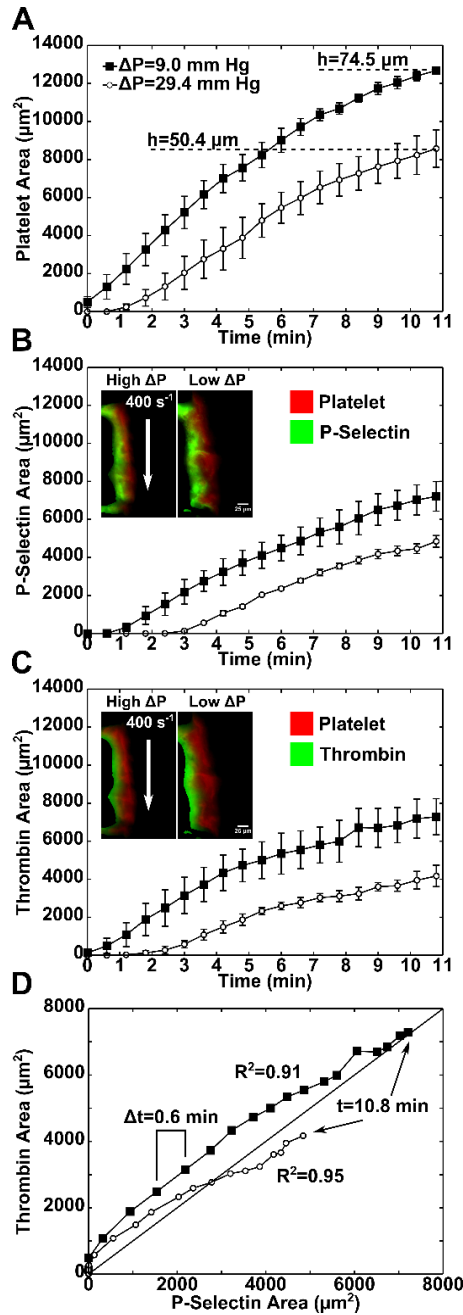 A
14000
12000
10000
8000
6000
4000
2000
0
Platelet Area (µm²)
ΔP=9.0 mm Hg
ΔP=29.4 mm Hg
h=74.5 µm
h=50.4 µm
0 1 2 3 4 5 6 7 8 9 10 11
Time (min)
B
14000
12000
10000
8000
6000
4000
2000
0
P-Selectin Area (µm²)
High ΔP Low ΔP
400 s⁻¹
25 µm
Platelet
P-Selectin
0 1 2 3 4 5 6 7 8 9 10 11
Time (min)
C
14000
12000
10000
8000
6000
4000
2000
0
Thrombin Area (µm²)
High ΔP Low ΔP
400 s⁻¹
25 µm
Platelet
Thrombin
0 1 2 3 4 5 6 7 8 9 10 11
Time (min)
D
8000
6000
4000
2000
0
Thrombin Area (µm²)
R²=0.91
Δt=0.6 min
t=10.8 min
R²=0.95
0 2000 4000 6000 8000
P-Selectin Area (µm²)